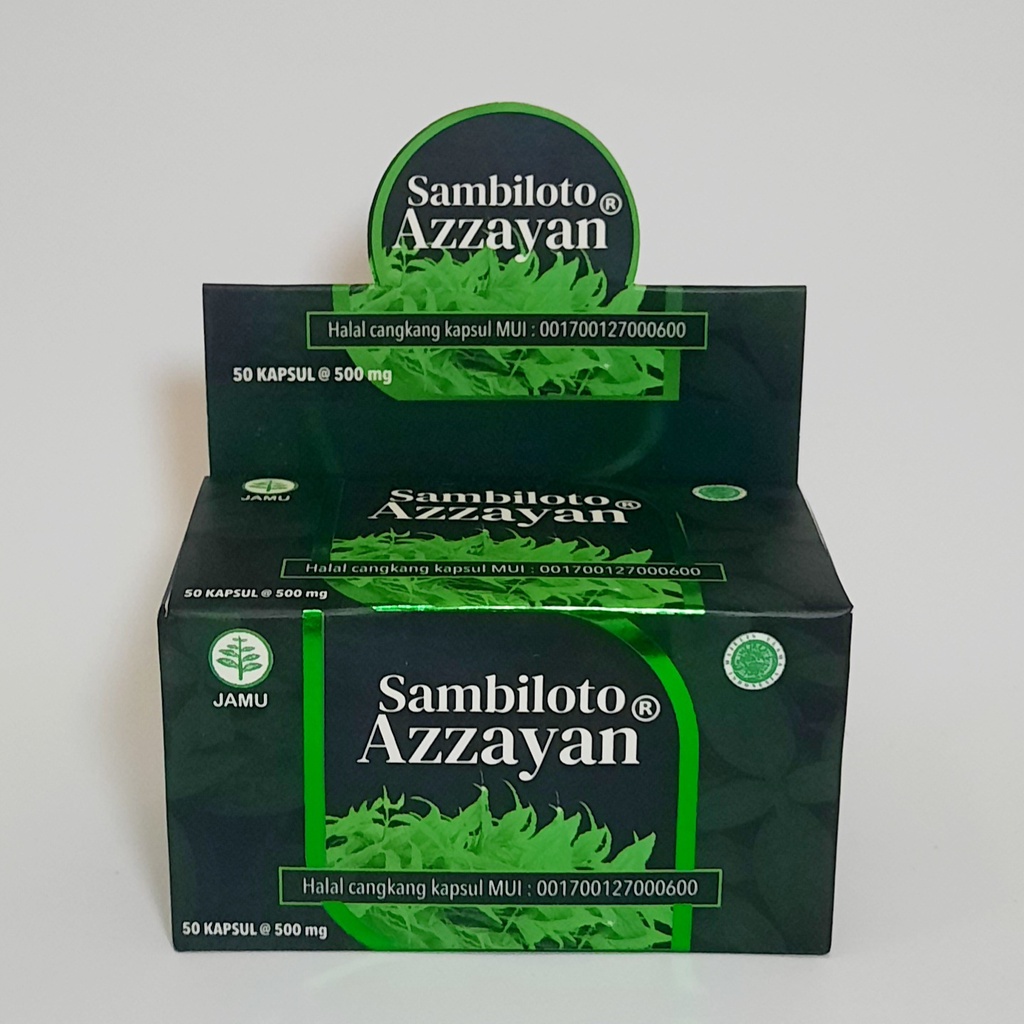 Sambiloto®
Azzayan
Halal cangkang kapsul MUI : 001700127000600
50 KAPSUL @ 500 mg
JAMU
Sambiloto®
Azzayan
Halal cangkang kapsul MUI : 001700127000600
50 KAPSUL @ 500 mg
JAMU
Sambiloto®
Azzayan
Halal cangkang kapsul MUI : 001700127000600
50 KAPSUL @ 500 mg